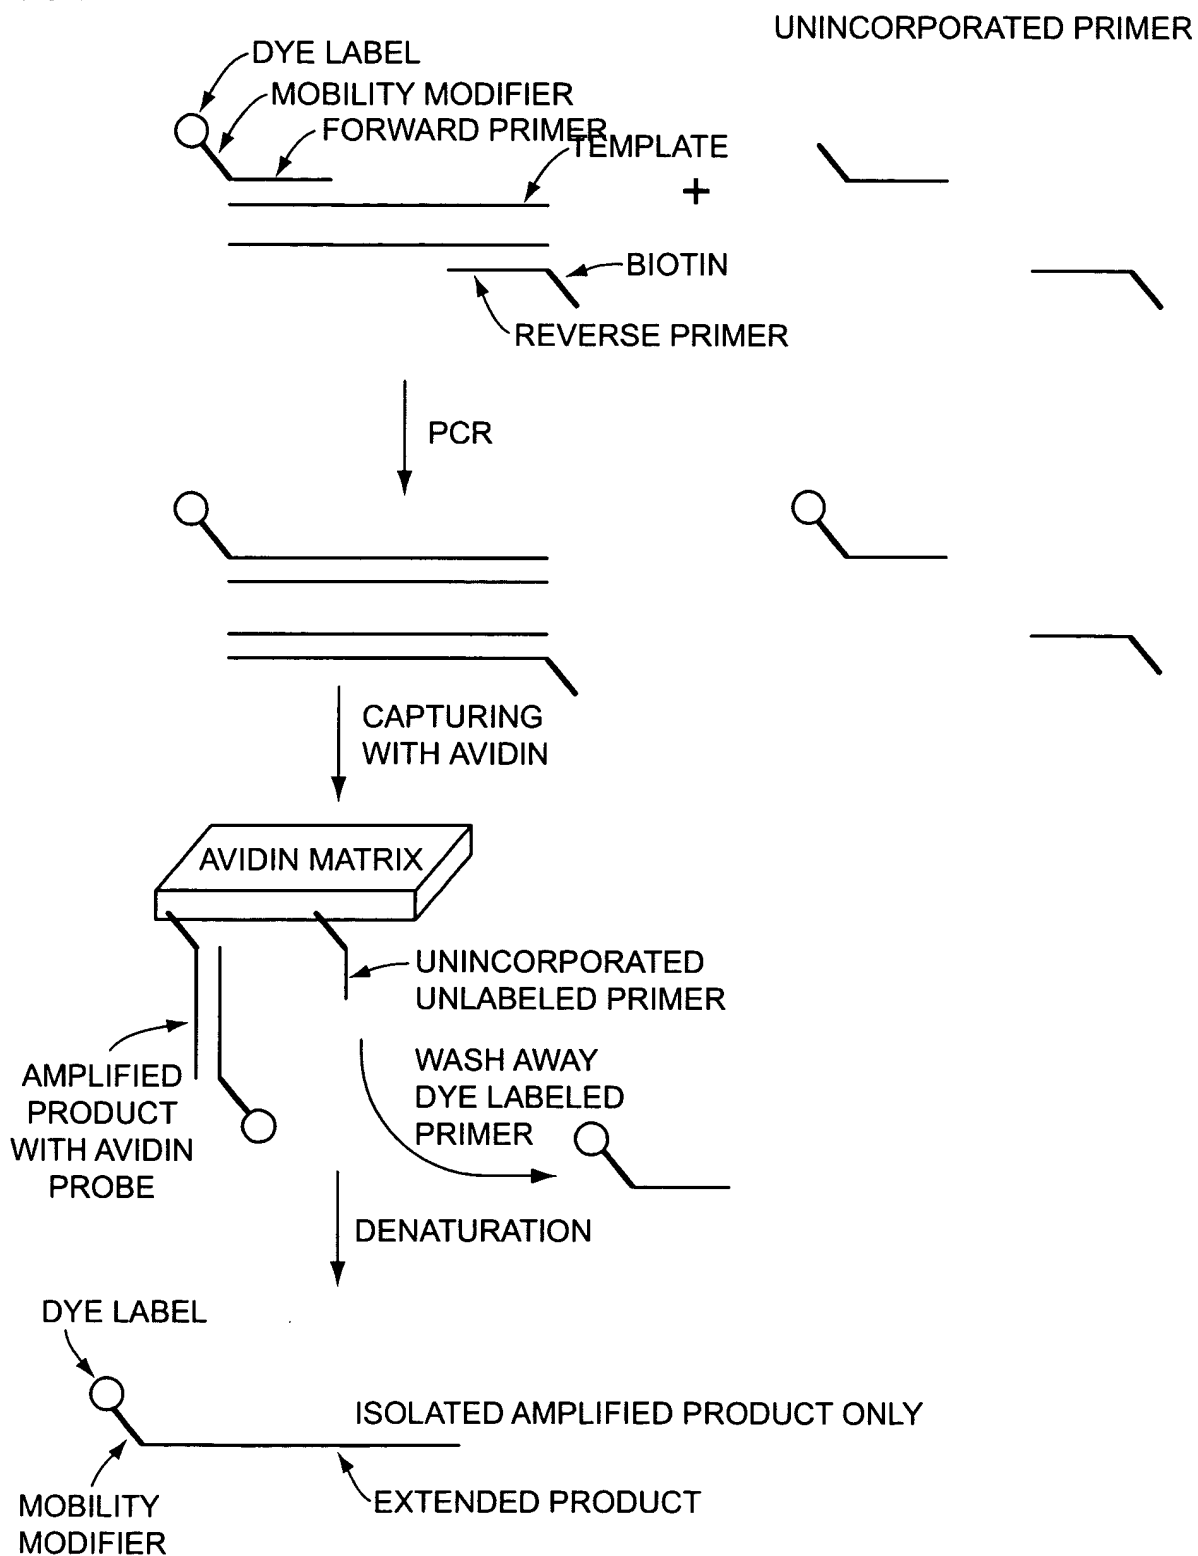 UNINCORPORATED PRIMER
DYE LABEL
MOBILITY MODIFIER
FORWARD PRIMER
TEMPLATE
+
BIOTIN
REVERSE PRIMER
PCR
CAPTURING
WITH AVIDIN
AVIDIN MATRIX
UNINCORPORATED
UNLABELED PRIMER
WASH AWAY
DYE LABELED
PRIMER
AMPLIFIED
PRODUCT
WITH AVIDIN
PROBE
DENATURATION
DYE LABEL
ISOLATED AMPLIFIED PRODUCT ONLY
MOBILITY
MODIFIER
EXTENDED PRODUCT